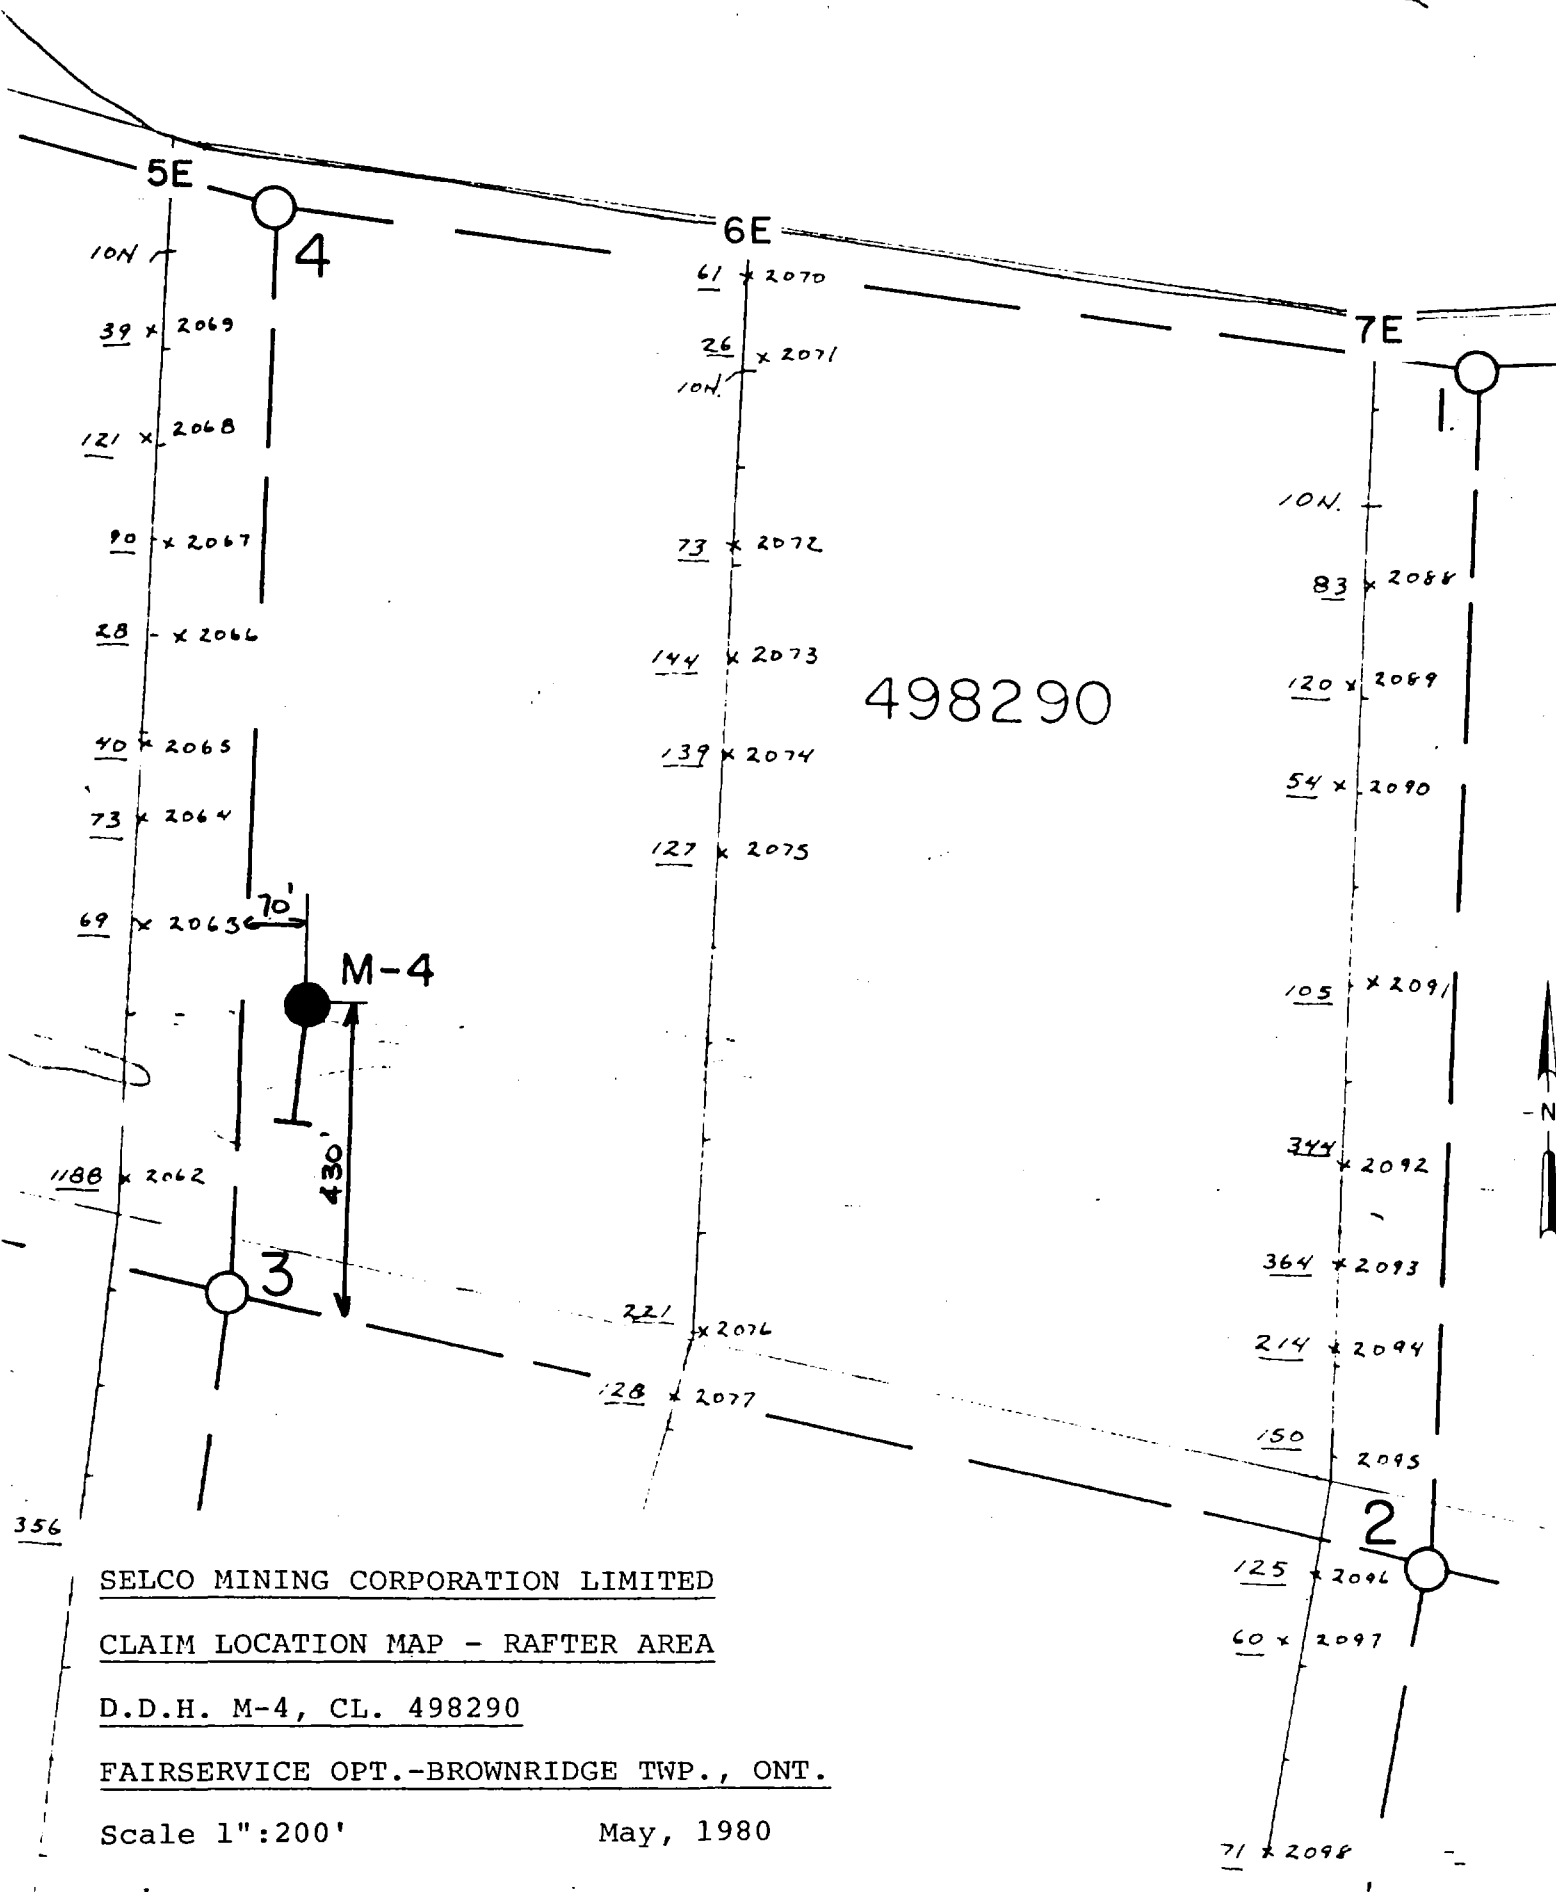 5E
4
6E
10N
61 x 2070
7E
39 x 2069
26 x 2071
10N.
1.
121 x 2068
10N.
90 x 2067
73 x 2072
83 x 2088
28 - x 2066
144 x 2073
498290
120 x 2089
40 x 2065
139 x 2074
54 x 2090
73 x 2064
127 x 2075
69 x 2063
70'
M-4
105 x 2091
-N
430'
344 x 2092
1188 x 2062
3
364 x 2093
221 x 2076
214 x 2094
128 x 2077
150 2095
2
356
125 x 2096
SELCO MINING CORPORATION LIMITED
60 x 2097
CLAIM LOCATION MAP - RAFTER AREA
D.D.H. M-4, CL. 498290
FAIRSERVICE OPT.-BROWNRIDGE TWP., ONT.
Scale 1":200' May, 1980
71 x 2098